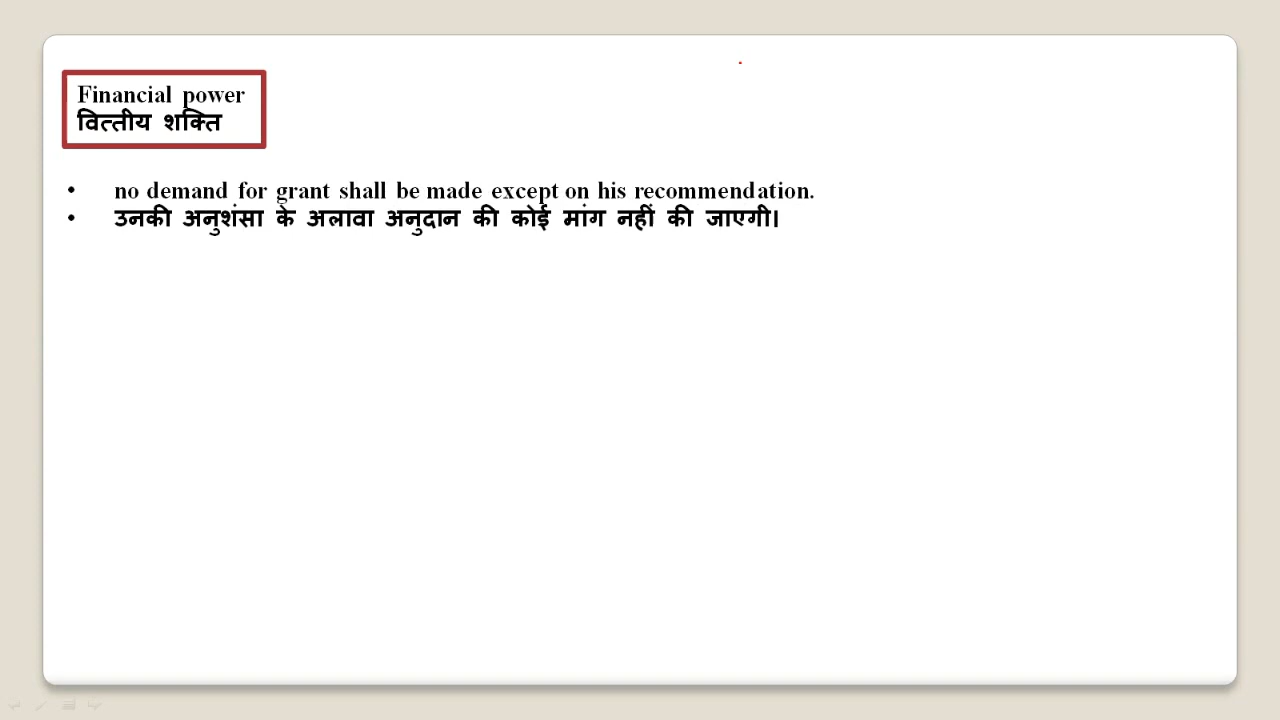 Financial power
वित्तीय शक्ति
• no demand for grant shall be made except on his recommendation.
• उनकी अनुशंसा के अलावा अनुदान की कोई मांग नहीं की जाएगी।